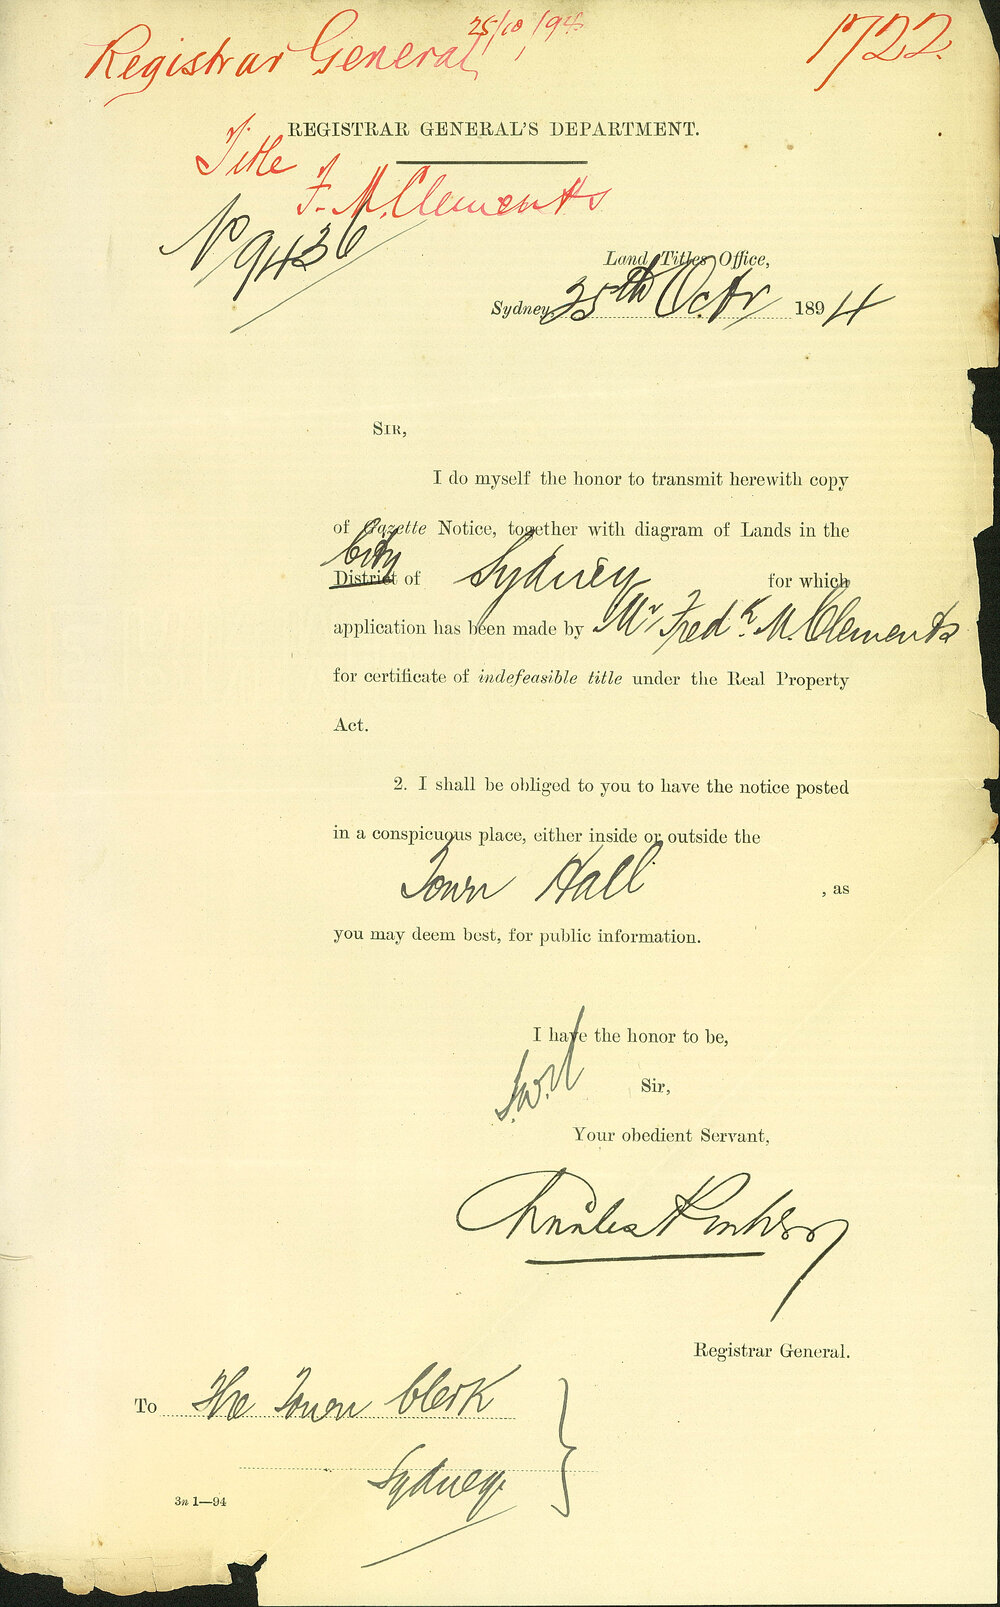 Registrar General 25/10/94
1722.
REGISTRAR GENERAL'S DEPARTMENT.
Title
F. M. Clements
No 9436
Land Titles Office,
Sydney 25th Octr 1894
SIR,
I do myself the honor to transmit herewith copy
of Gazette Notice, together with diagram of Lands in the
City
District of Sydney for which
application has been made by Mr Fredk. M. Clements
for certificate of indefeasible title under the Real Property
Act.
2. I shall be obliged to you to have the notice posted
in a conspicuous place, either inside or outside the
Town Hall , as
you may deem best, for public information.
I have the honor to be,
Sir,
Your obedient Servant,
Charles
Registrar General.
To The Town Clerk
Sydney
3n 1—94